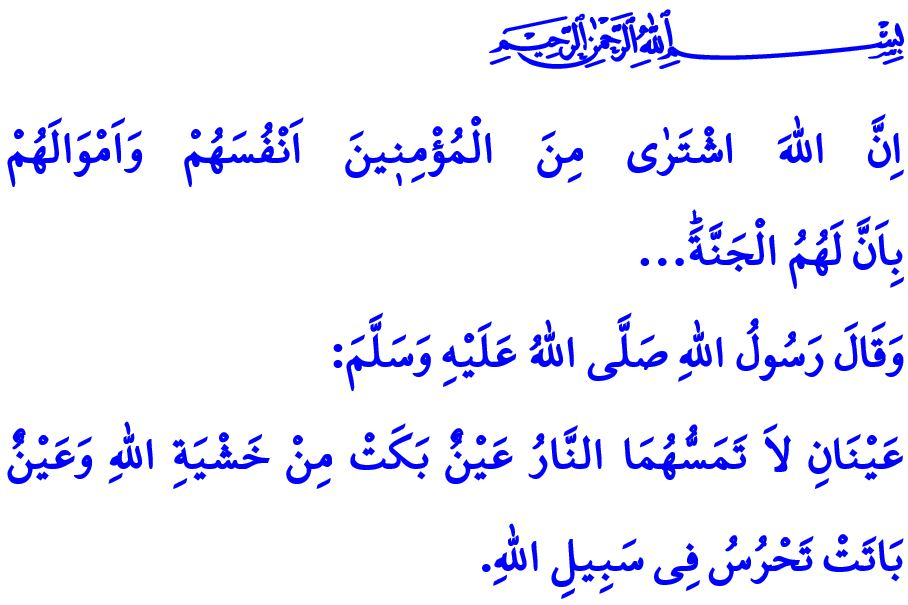 بِسْمِ اللهِ الرَّحْمٰنِ الرَّحِيمِ
اِنَّ اللّٰهَ اشْتَرٰى مِنَ الْمُؤْمِنٖينَ اَنْفُسَهُمْ وَاَمْوَالَهُمْ
بِاَنَّ لَهُمُ الْجَنَّةَؕ...
وَقَالَ رَسُولُ اللّٰهِ صَلَّى اللّٰهُ عَلَيْهِ وَسَلَّمَ:
عَيْنَانِ لاَ تَمَسُّهُمَا النَّارُ عَيْنٌ بَكَتْ مِنْ خَشْيَةِ اللّٰهِ وَعَيْنٌ
بَاتَتْ تَحْرُسُ فِى سَبِيلِ اللّٰهِ.